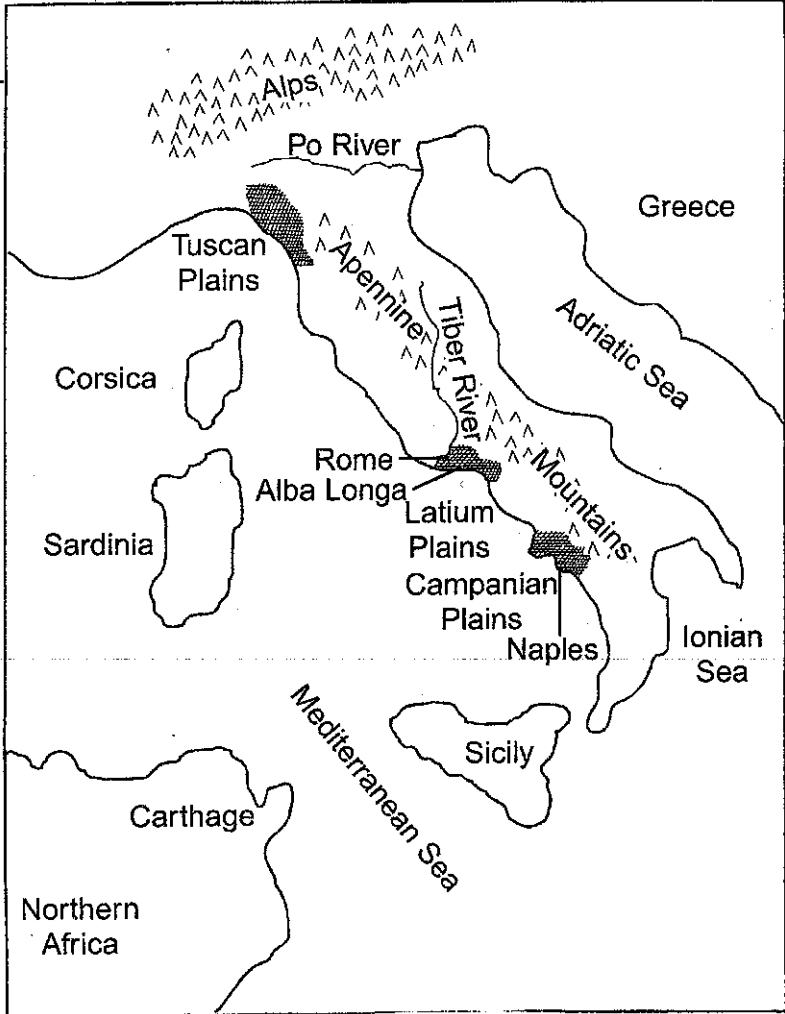 Alps
Po River
Greece
Tuscan
Plains
Apennine
Tiber River
Adriatic Sea
Corsica
Rome
Alba Longa
Mountains
Latium
Plains
Sardinia
Campanian
Plains
Naples
Ionian
Sea
Mediterranean Sea
Sicily
Carthage
Northern
Africa